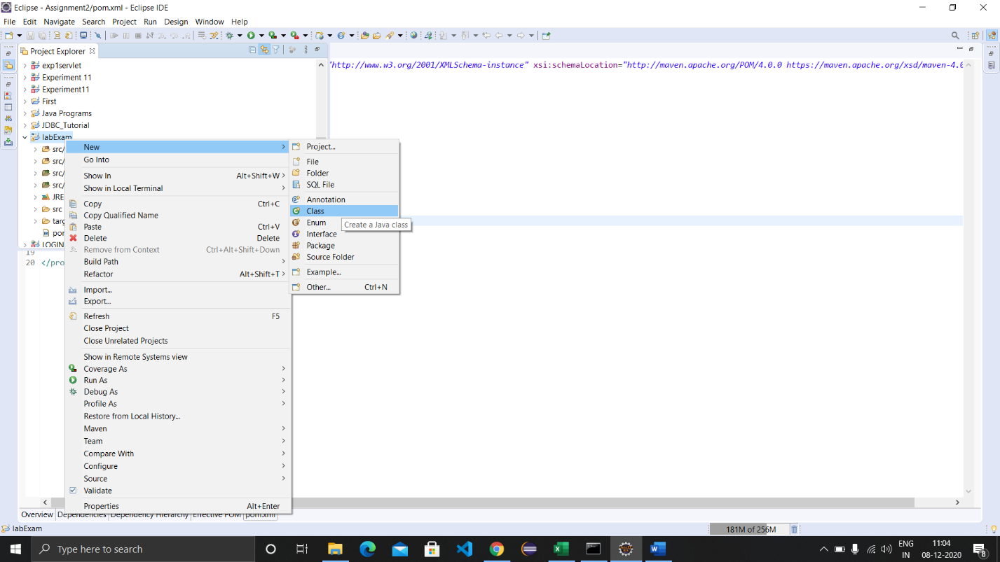 Eclipse - Assignment2/pom.xml - Eclipse IDE
File Edit Navigate Search Project Run Design Window Help
Project Explorer
"http://www.w3.org/2001/XMLSchema-instance" xsi:schemaLocation="http://maven.apache.org/POM/4.0.0 https://maven.apache.org/xsd/maven-4.0
exp1servlet
Experiment 11
Experiment11
First
Java Programs
JDBC_Tutorial
labExam
src/
src/
src/
src/
JRE
src
targ
pom
LOGIN
19
20 </pro
New
Go Into
Show In Alt+Shift+W
Show in Local Terminal
Copy Ctrl+C
Copy Qualified Name
Paste Ctrl+V
Delete Delete
Remove from Context Ctrl+Alt+Shift+Down
Build Path
Refactor Alt+Shift+T
Import...
Export...
Refresh F5
Close Project
Close Unrelated Projects
Show in Remote Systems view
Coverage As
Run As
Debug As
Profile As
Restore from Local History...
Maven
Team
Compare With
Configure
Source
Validate
Properties Alt+Enter
Project...
File
Folder
SQL File
Annotation
Class
Enum
Interface
Package
Source Folder
Example...
Other... Ctrl+N
Create a Java class
Overview Dependencies Dependency Hierarchy Effective POM pom.xml
labExam
181M of 256M
Type here to search
ENG
IN
11:04
08-12-2020
8